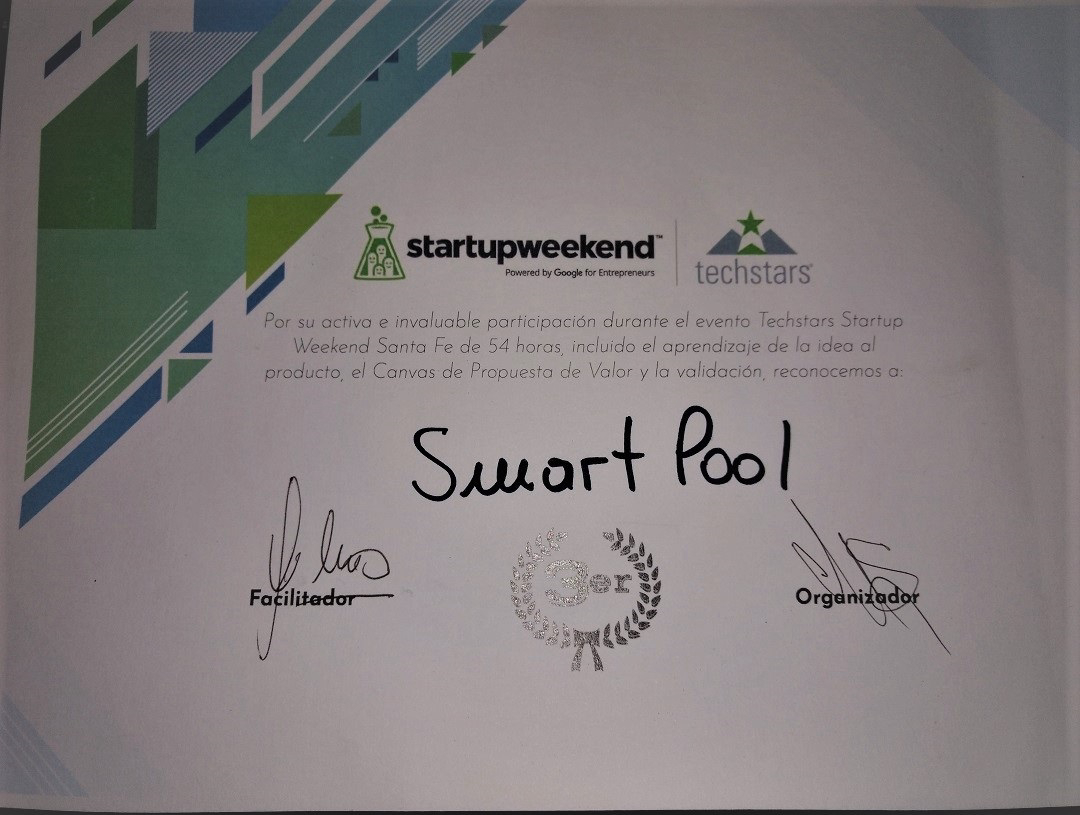 startupweekend™
Powered by Google for Entrepreneurs
techstars®
Por su activa e invaluable participación durante el evento Techstars Startup
Weekend Santa Fe de 54 horas, incluido el aprendizaje de la idea al
producto, el Canvas de Propuesta de Valor y la validación, reconocemos a:
Smart Pool
3er
Facilitador
Organizador